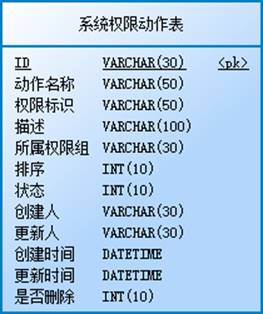 系统权限动作表
ID VARCHAR(30) <pk>
动作名称 VARCHAR(50)
权限标识 VARCHAR(50)
描述 VARCHAR(100)
所属权限组 VARCHAR(30)
排序 INT(10)
状态 INT(10)
创建人 VARCHAR(30)
更新人 VARCHAR(30)
创建时间 DATETIME
更新时间 DATETIME
是否删除 INT(10)